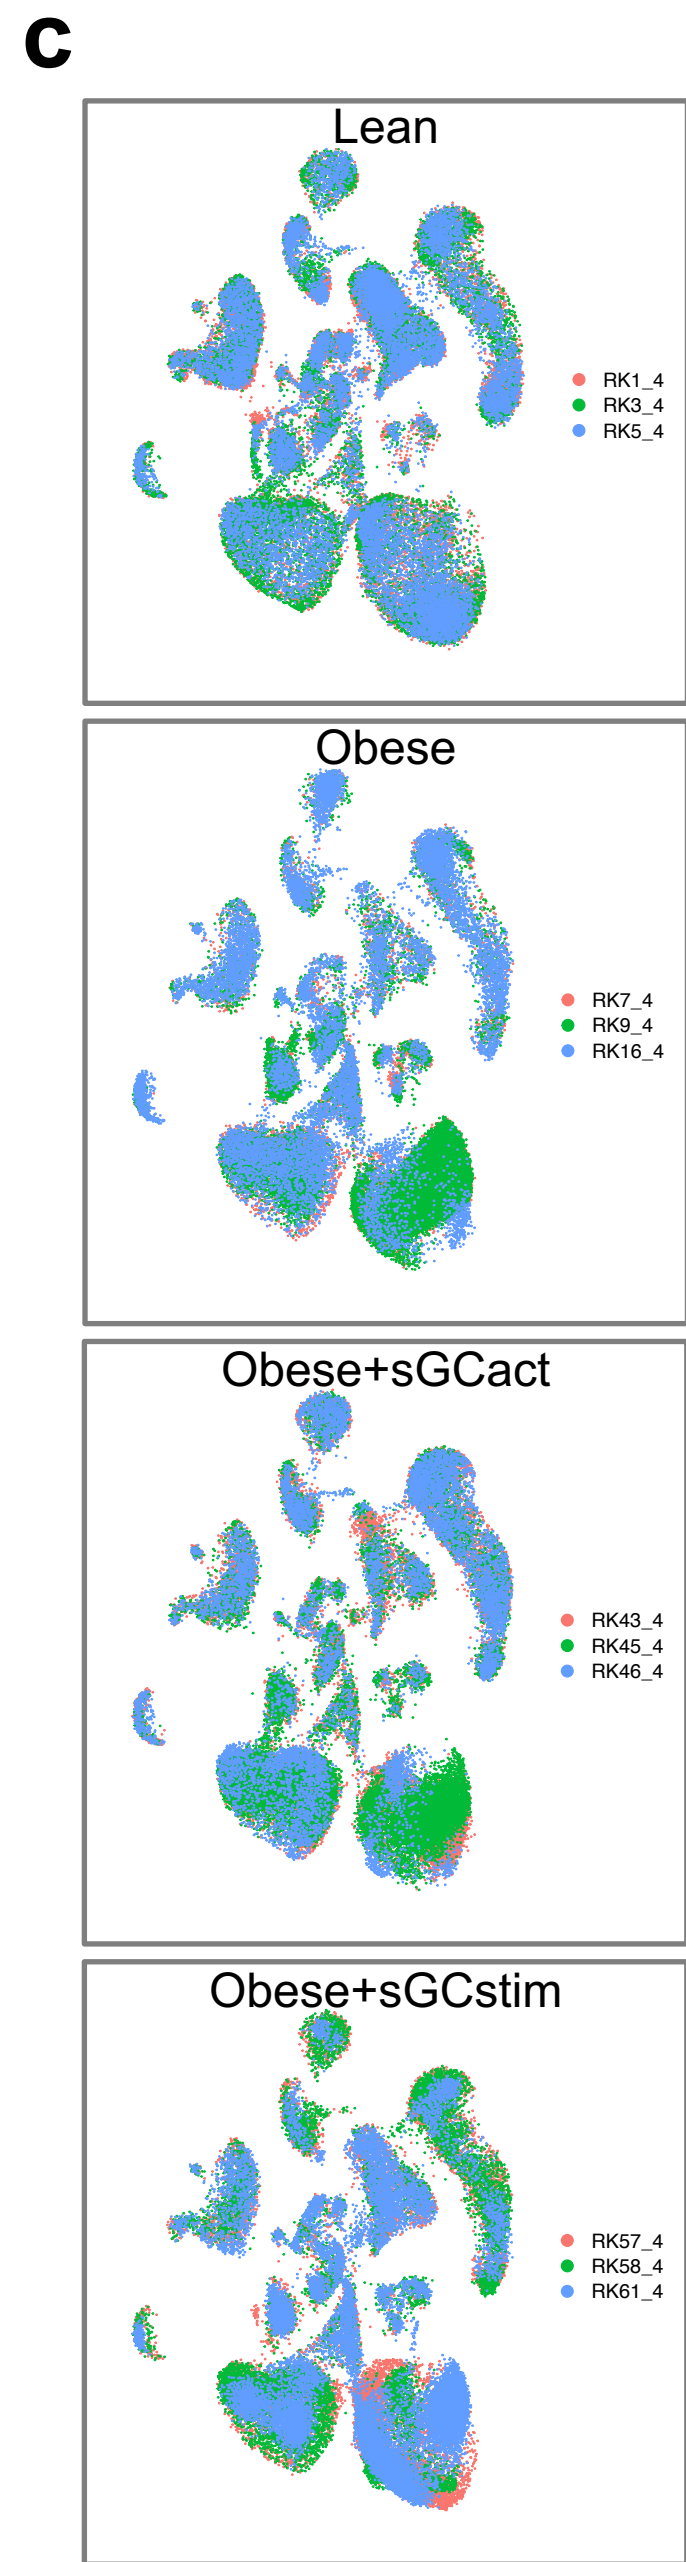 c
Lean
RK1_4
RK3_4
RK5_4
Obese
RK7_4
RK9_4
RK16_4
Obese+sGCact
RK43_4
RK45_4
RK46_4
Obese+sGCstim
RK57_4
RK58_4
RK61_4